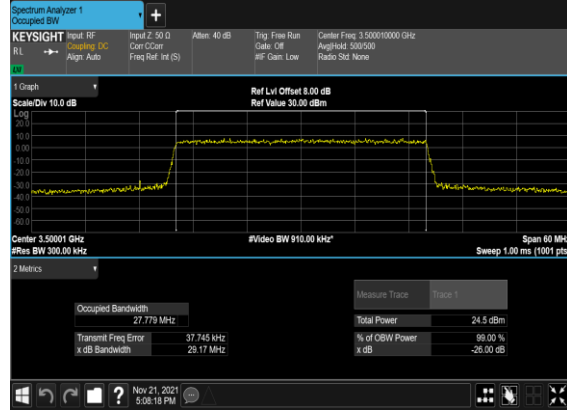 Spectrum Analyzer 1
Occupied BW
+
KEYSIGHT Input: RF Input Z: 50 Ω Atten: 40 dB Trig: Free Run Center Freq: 3.500010000 GHz
RL Coupling: DC Corr CCorr Gate: Off Avg|Hold: 500/500
Align: Auto Freq Ref: Int (S) #IF Gain: Low Radio Std: None
1 Graph
Ref Lvl Offset 8.00 dB
Scale/Div 10.0 dB Ref Value 30.00 dBm
Log
20.0
10.0
0.00
-10.0
-20.0
-30.0
-40.0
-50.0
-60.0
Center 3.50001 GHz #Video BW 910.00 kHz* Span 60 MHz
#Res BW 300.00 kHz Sweep 1.00 ms (1001 pts)
2 Metrics
Measure Trace Trace 1
Occupied Bandwidth
27.779 MHz Total Power 24.5 dBm
Transmit Freq Error 37.745 kHz % of OBW Power 99.00 %
x dB Bandwidth 29.17 MHz x dB -26.00 dB
? Nov 21, 2021
5:08:18 PM